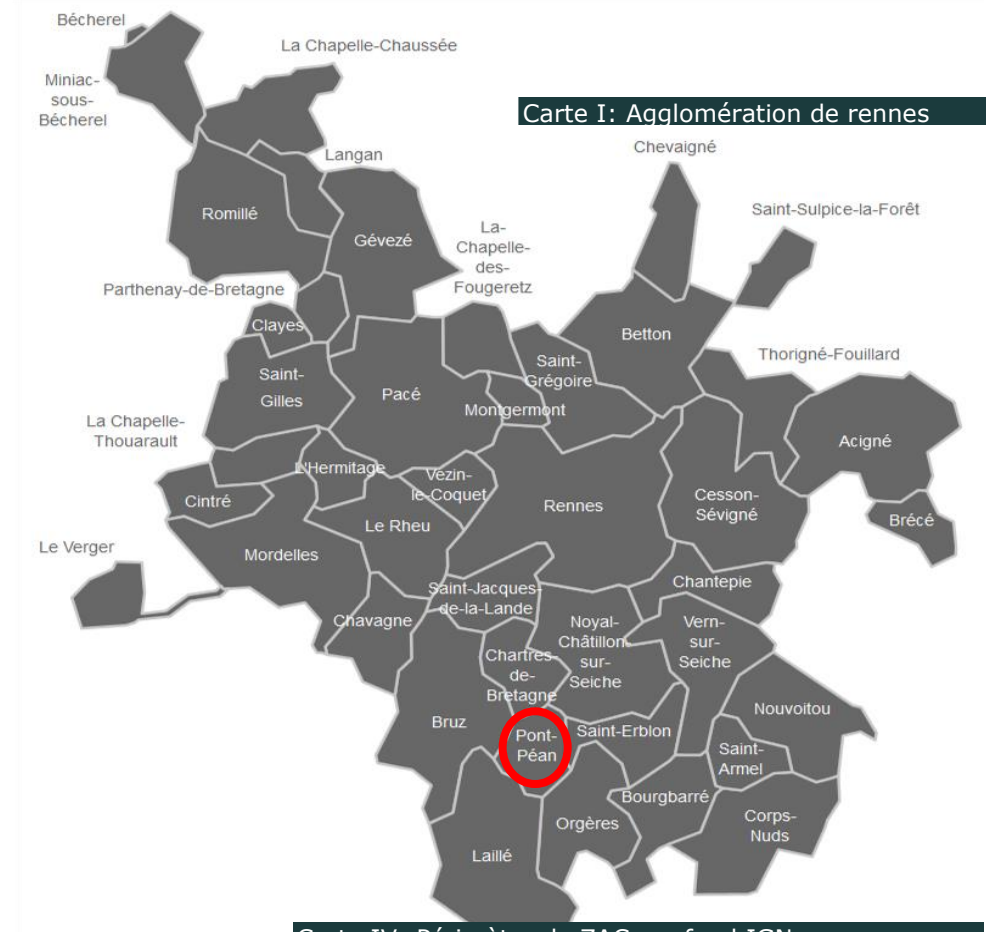 Bécherel
La Chapelle-Chaussée
Miniac-
sous-
Bécherel
Carte I: Agglomération de rennes
Chevaigné
Langan
Romillé
Saint-Sulpice-la-Forêt
La-
Chapelle-
des-
Fougeretz
Gévezé
Parthenay-de-Bretagne
Clayes
Betton
Thorigné-Fouillard
Saint-
Grégoire
Saint-
Gilles
Pacé
Montgermont
La Chapelle-
Thouarault
Acigné
L'Hermitage
Vezin-
le-Coquet
Cintré
Rennes
Cesson-
Sévigné
Brécé
Le Rheu
Le Verger
Mordelles
Chantepie
Saint-Jacques-
de-la-Lande
Chavagne
Noyal-
Châtillon-
sur-
Seiche
Vern-
sur-
Seiche
Chartres-
de-
Bretagne
Nouvoitou
Bruz
Pont-
Péan
Saint-Erblon
Saint-
Armel
Bourgbarré
Orgères
Corps-
Nuds
Laillé